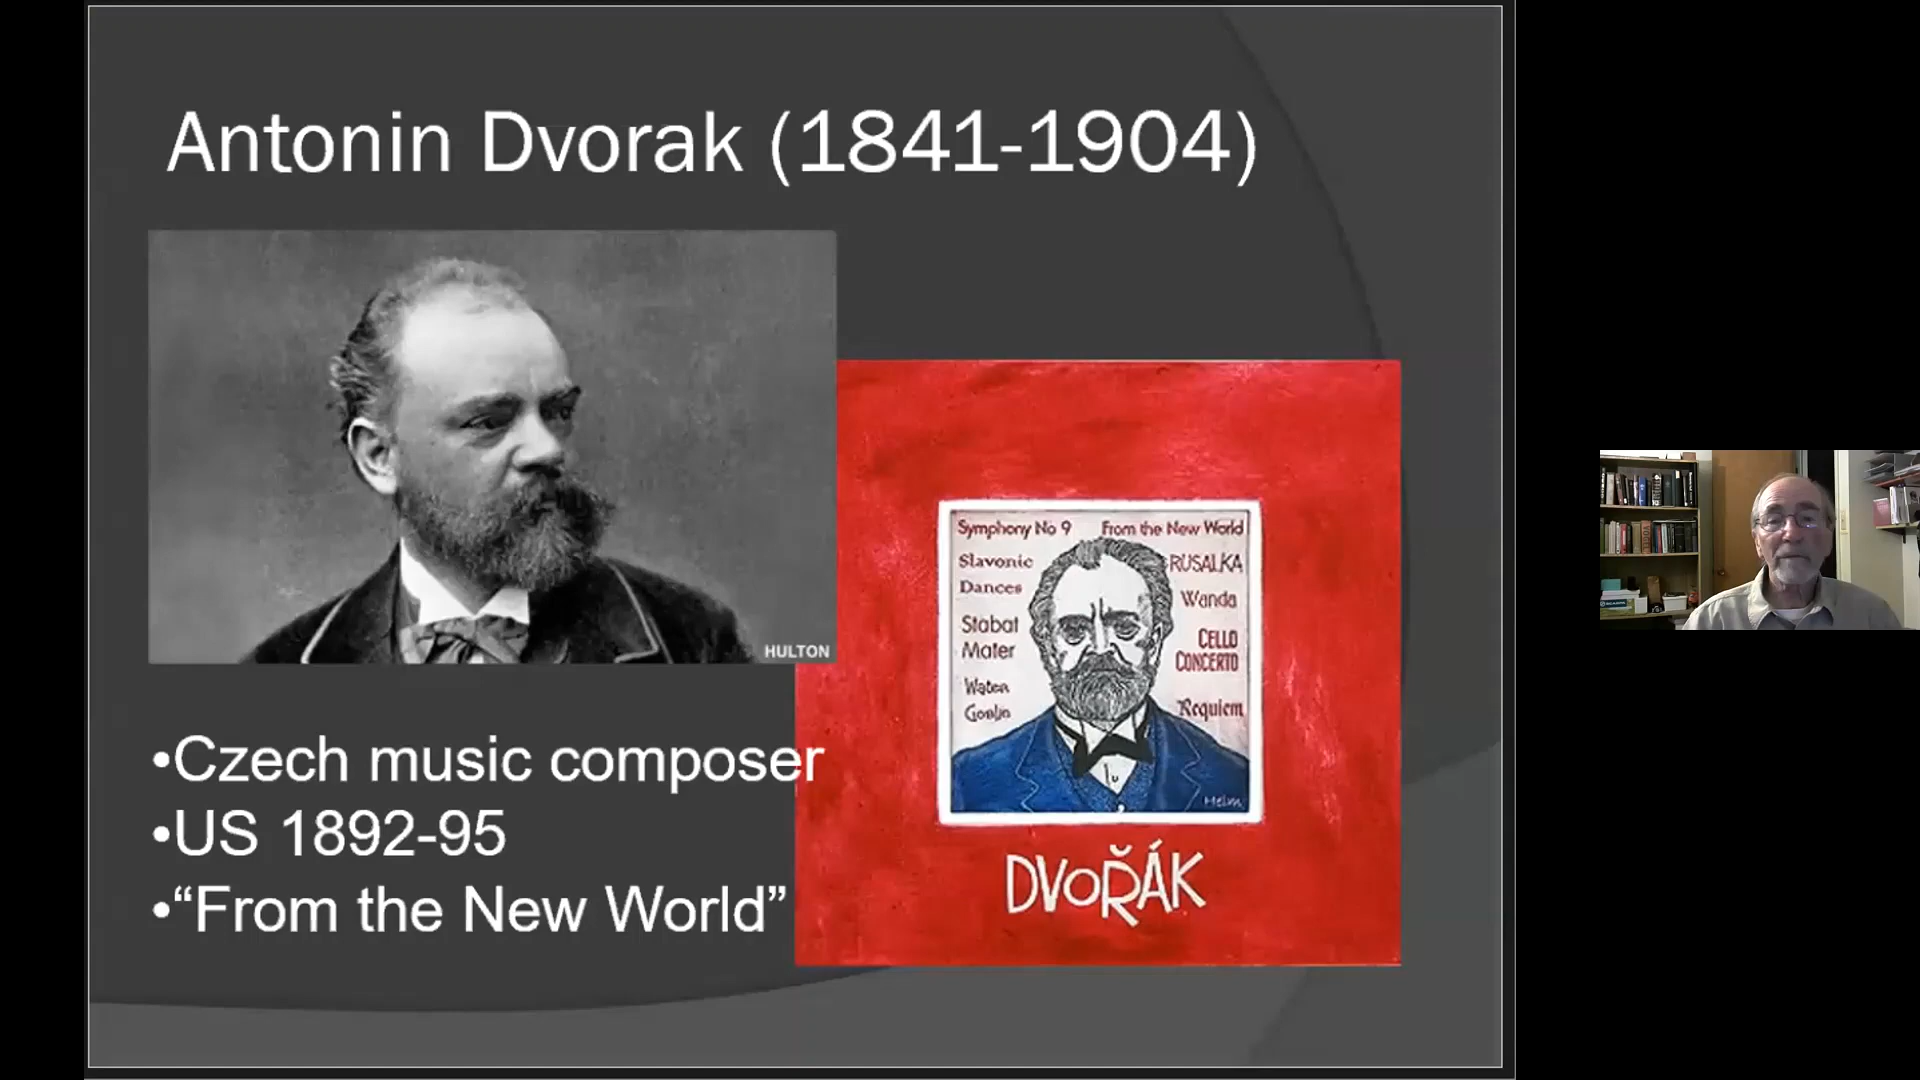 Antonin Dvorak (1841-1904)
HULTON
•Czech music composer
•US 1892-95
•“From the New World”
Symphony No 9 From the New World
Slavonic
Dances
Stabat
Mater
Water
Goblin
RUSALKA
Wanda
CELLO
CONCERTO
Requiem
Helm
DVOŘÁK